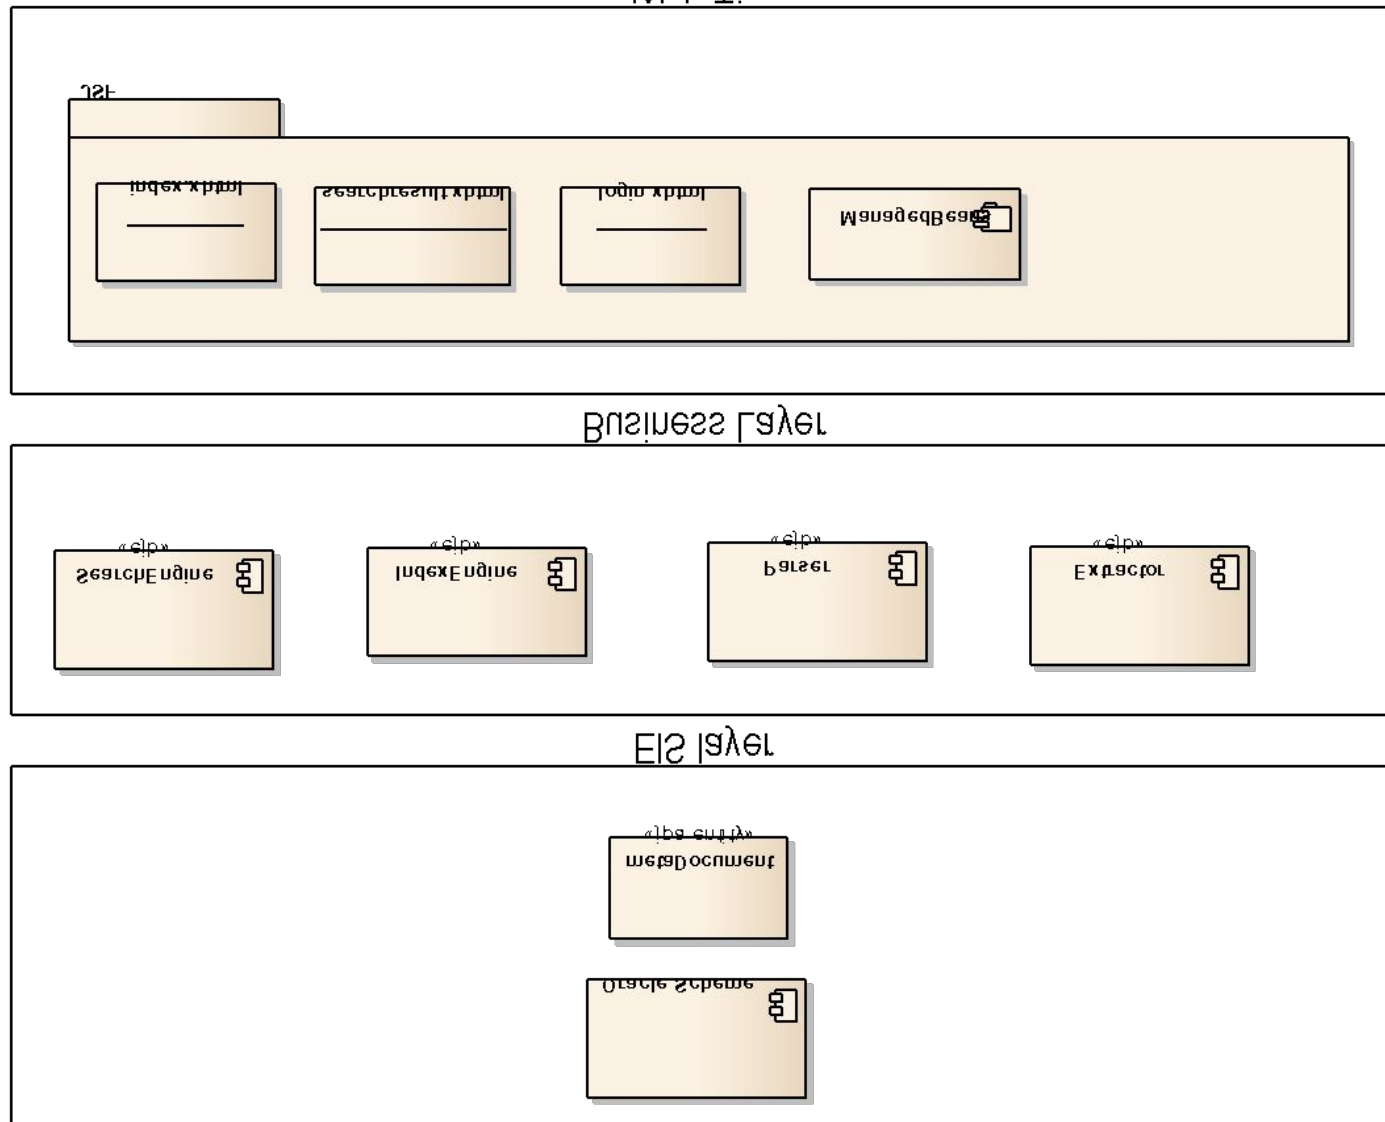 JSF
index.xhtml
searchresult.xhtml
login.xhtml
ManagedBeans
Business Layer
«ejb»
SearchEngine
«ejb»
IndexEngine
«ejb»
Parser
«ejb»
Extractor
EIS layer
«jpa entity»
metaDocument
Oracle Scheme